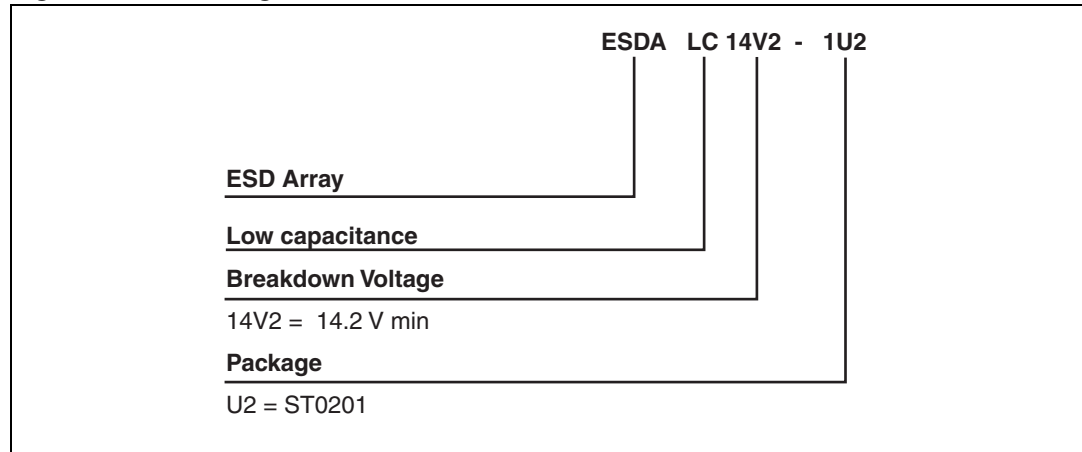 ESDA LC 14V2 - 1U2
ESD Array
Low capacitance
Breakdown Voltage
14V2 = 14.2 V min
Package
U2 = ST0201